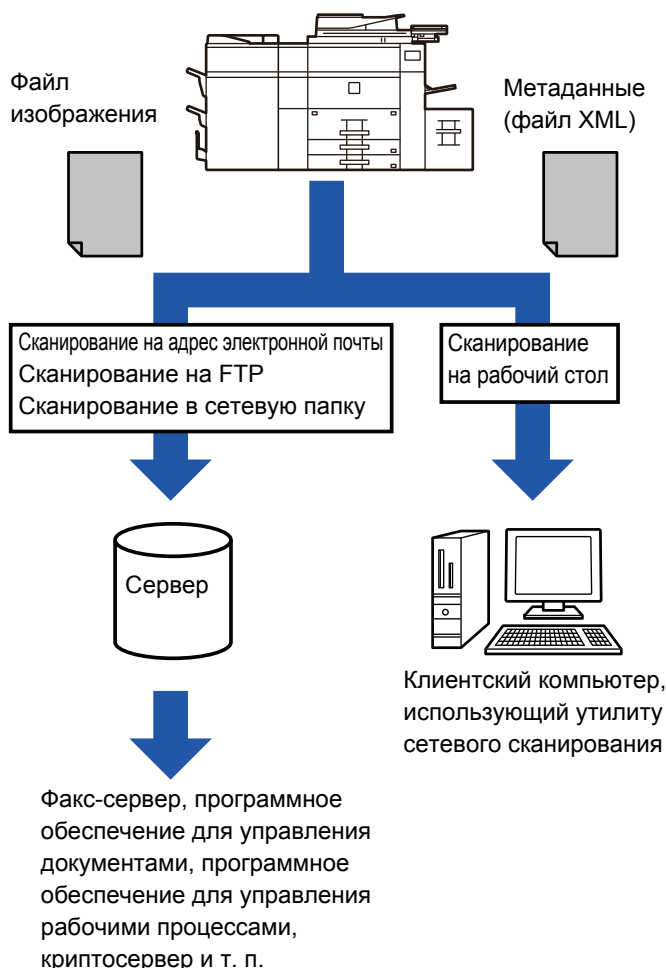 Файл
изображения
Метаданные
(файл XML)
Сканирование на адрес электронной почты
Сканирование на FTP
Сканирование в сетевую папку
Сканирование
на рабочий стол
Сервер
Клиентский компьютер,
использующий утилиту
сетевого сканирования
Факс-сервер, программное
обеспечение для управления
документами, программное
обеспечение для управления
рабочими процессами,
криптосервер и т. п.